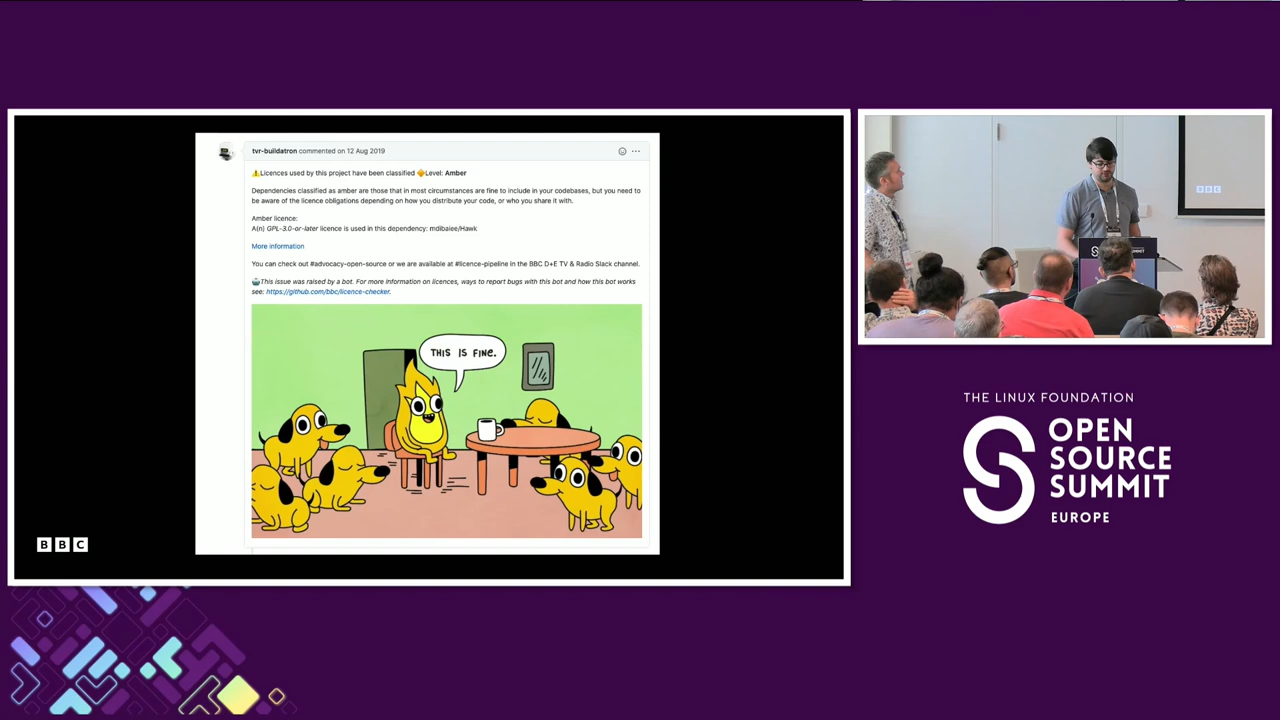 tvr-buildatron commented on 12 Aug 2019
Licences used by this project have been classified Level: Amber
Dependencies classified as amber are those that in most circumstances are fine to include in your codebases, but you need to
be aware of the licence obligations depending on how you distribute your code, or who you share it with.
Amber licence:
A(n) GPL-3.0-or-later licence is used in this dependency: mdibaiee/Hawk
More information
You can check out #advocacy-open-source or we are available at #licence-pipeline in the BBC D+E TV & Radio Slack channel.
This issue was raised by a bot. For more information on licences, ways to report bugs with this bot and how this bot works
see: https://github.com/bbc/licence-checker.
THIS IS FINE.
BBC
BBC
THE LINUX FOUNDATION
OPEN
SOURCE
SUMMIT
EUROPE